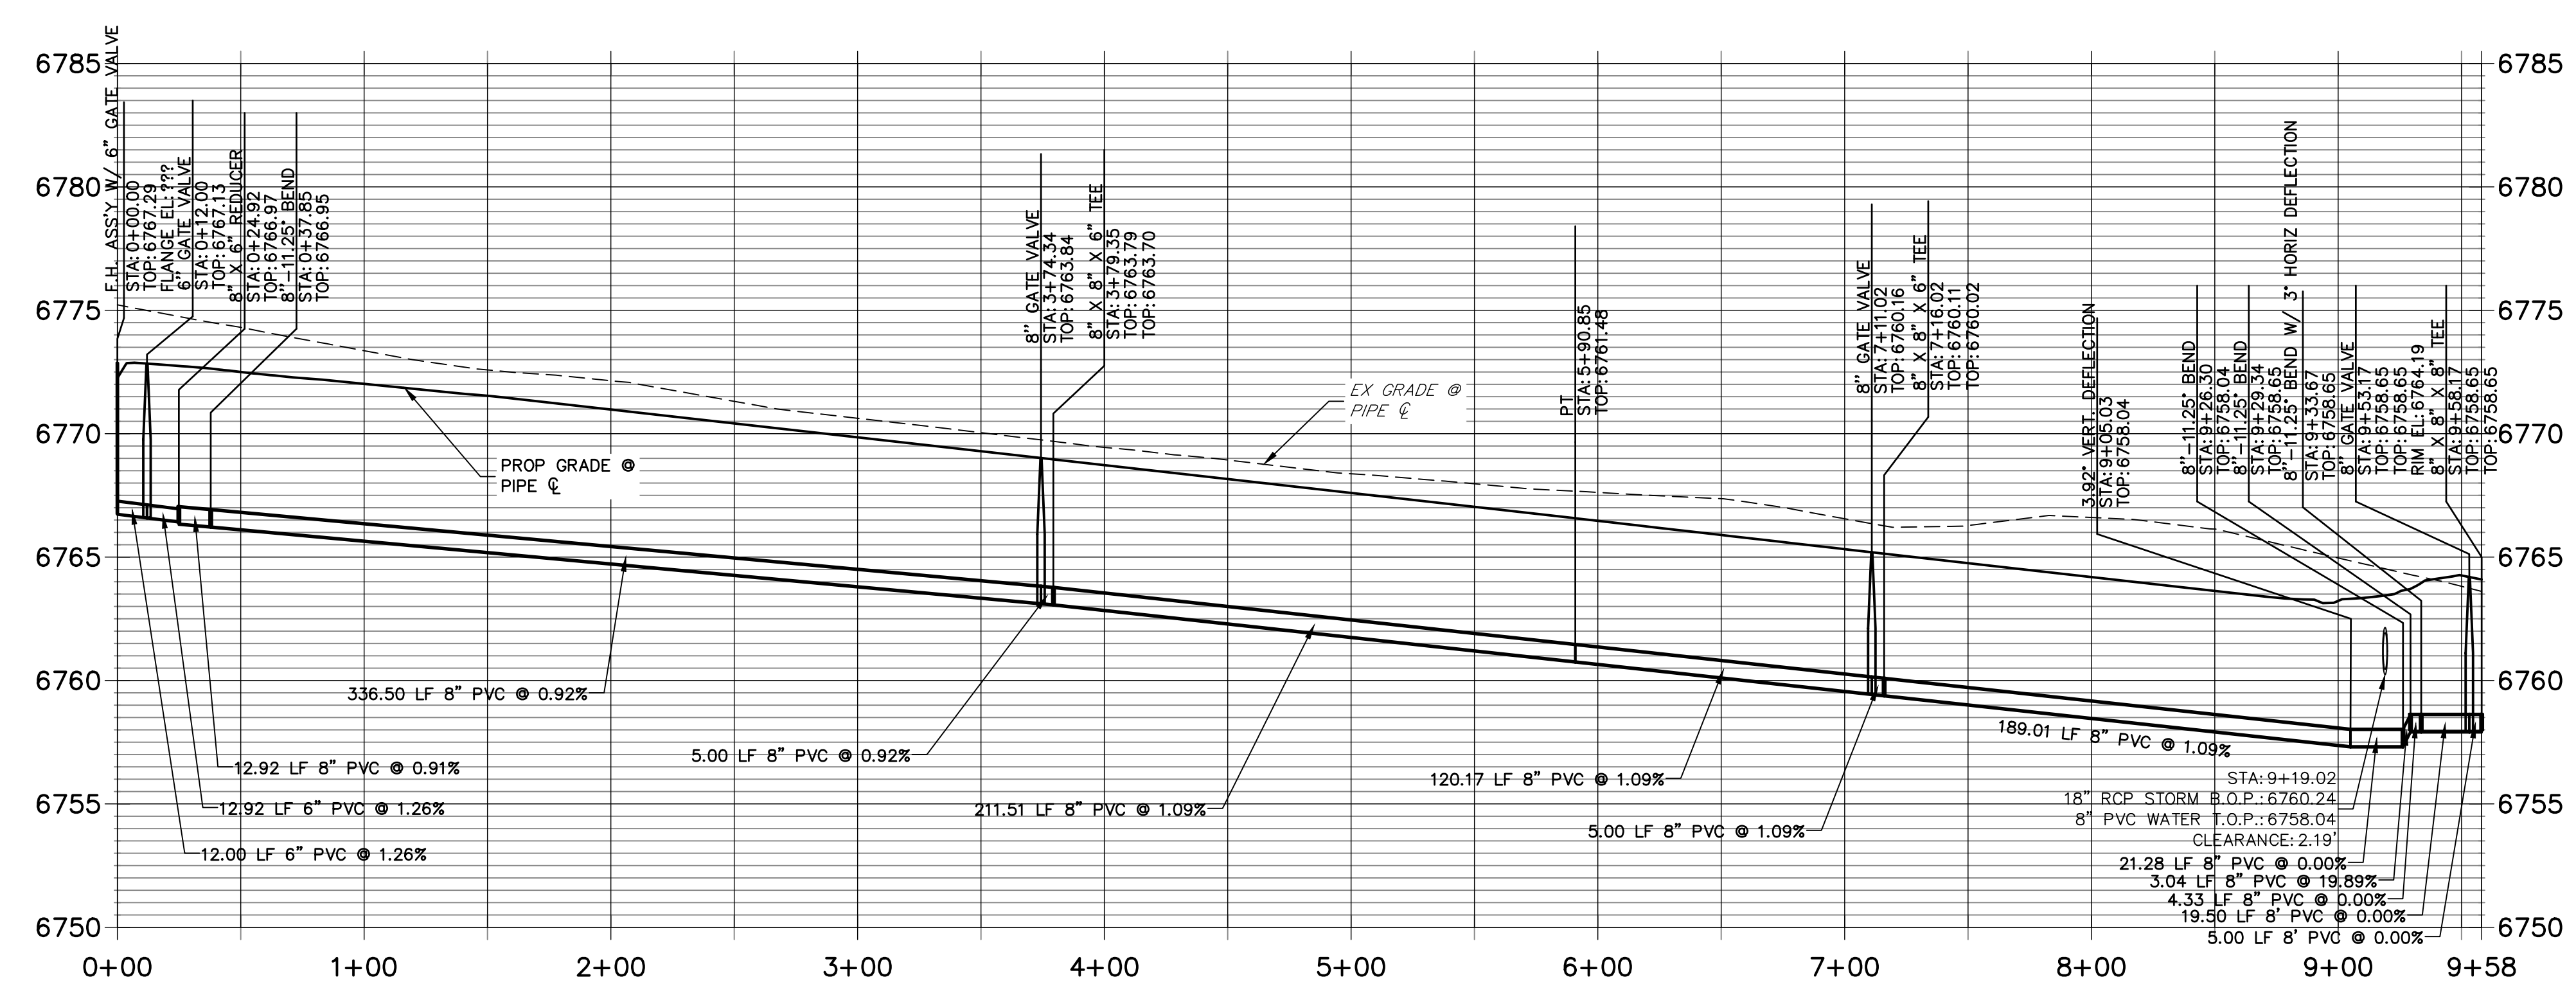 6785
6780
6775
6770
6765
6760
6755
6750
F.H. ASS'Y W/ 6" GATE VALVE
STA: 0+00.00
TOP: 6767.29
FLANGE EL: ???
6" GATE VALVE
STA: 0+12.00
TOP: 6767.13
8" X 6" REDUCER
STA: 0+24.92
TOP: 6766.97
8"-11.25° BEND
STA: 0+37.85
TOP: 6766.95
8" GATE VALVE
STA: 3+74.34
TOP: 6763.84
8" X 8" X 6" TEE
STA: 3+79.35
TOP: 6763.79
TOP: 6763.70
PT
STA: 5+90.85
TOP: 6761.48
8" GATE VALVE
STA: 7+11.02
TOP: 6760.16
8" X 8" X 6" TEE
STA: 7+16.02
TOP: 6760.11
TOP: 6760.02
3.92° VERT. DEFLECTION
STA: 9+05.03
TOP: 6758.04
8"-11.25° BEND
STA: 9+26.30
TOP: 6758.04
8"-11.25° BEND
STA: 9+29.34
TOP: 6758.65
8"-11.25° BEND W/ 3° HORIZ DEFLECTION
STA: 9+33.67
TOP: 6758.65
8" GATE VALVE
STA: 9+53.17
TOP: 6758.65
TOP: 6758.65
RIM EL: 6764.19
8" X 8" X 8" TEE
STA: 9+58.17
TOP: 6758.65
TOP: 6758.65
6785
6780
6775
6770
6765
6760
6755
6750
EX GRADE @
PIPE ℄
PROP GRADE @
PIPE ℄
336.50 LF 8" PVC @ 0.92%
5.00 LF 8" PVC @ 0.92%
12.92 LF 8" PVC @ 0.91%
12.92 LF 6" PVC @ 1.26%
12.00 LF 6" PVC @ 1.26%
211.51 LF 8" PVC @ 1.09%
120.17 LF 8" PVC @ 1.09%
5.00 LF 8" PVC @ 1.09%
189.01 LF 8" PVC @ 1.09%
STA: 9+19.02
18" RCP STORM B.O.P.: 6760.24
8" PVC WATER T.O.P.: 6758.04
CLEARANCE: 2.19'
21.28 LF 8" PVC @ 0.00%
3.04 LF 8" PVC @ 19.89%
4.33 LF 8" PVC @ 0.00%
19.50 LF 8' PVC @ 0.00%
5.00 LF 8' PVC @ 0.00%
0+00
1+00
2+00
3+00
4+00
5+00
6+00
7+00
8+00
9+00
9+58